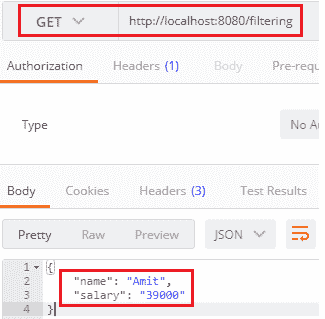 GET http://localhost:8080/filtering
Authorization Headers (1) Body Pre-requ
Type No Au
Body Cookies Headers (3) Test Results
Pretty Raw Preview JSON
1 {
2 "name": "Amit",
3 "salary": "39000"
4 }